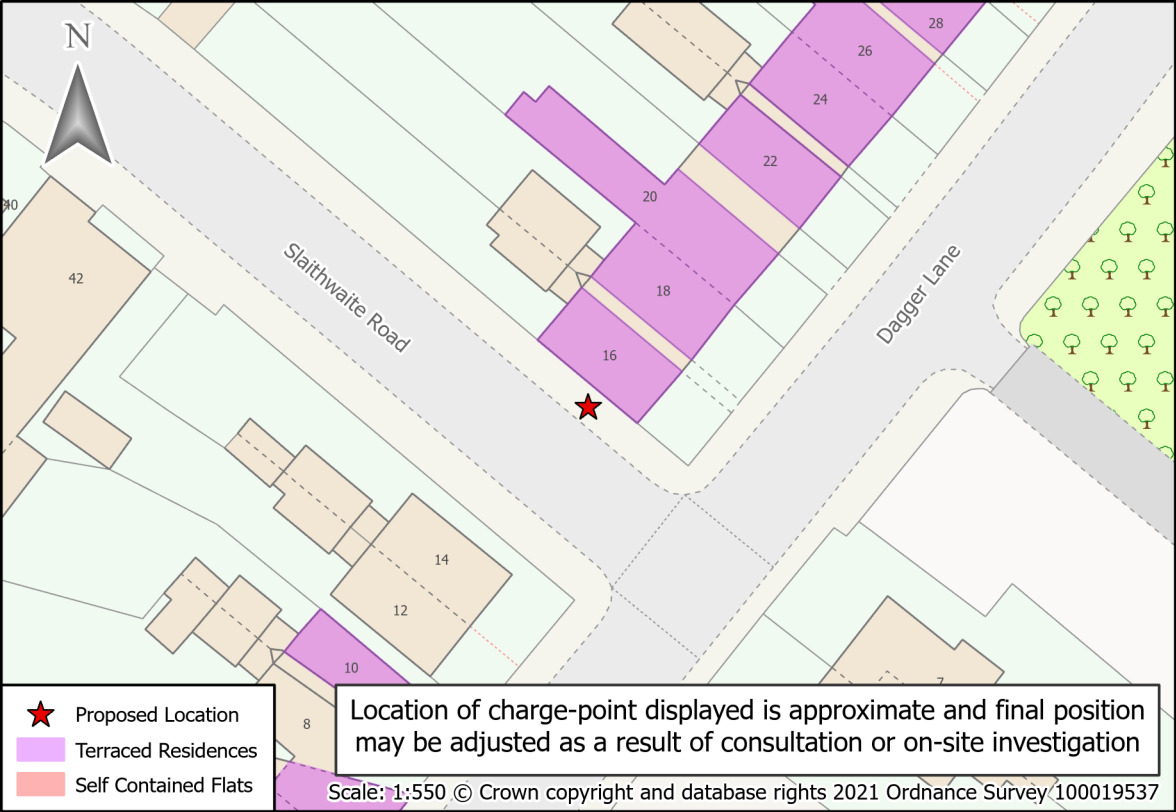 N
28
26
24
22
20
18
16
40
42
Slaithwaite Road
Dagger Lane
14
12
10
8
7
Proposed Location
Terraced Residences
Self Contained Flats
Location of charge-point displayed is approximate and final position
may be adjusted as a result of consultation or on-site investigation
Scale: 1:550 © Crown copyright and database rights 2021 Ordnance Survey 100019537